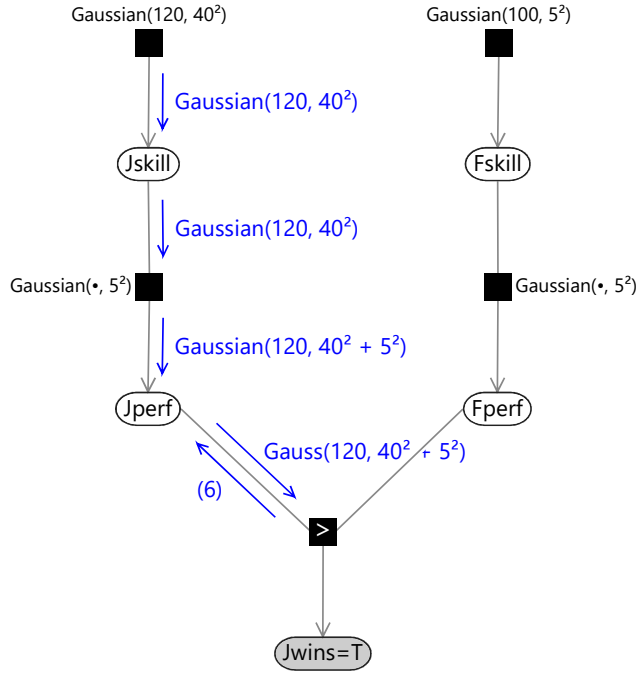 Gaussian(120, 40²)
Gaussian(100, 5²)
Gaussian(120, 40²)
Jskill
Fskill
Gaussian(120, 40²)
Gaussian(•, 5²)
Gaussian(•, 5²)
Gaussian(120, 40² + 5²)
Jperf
Fperf
Gauss(120, 40² + 5²)
(6)
>
Jwins=T